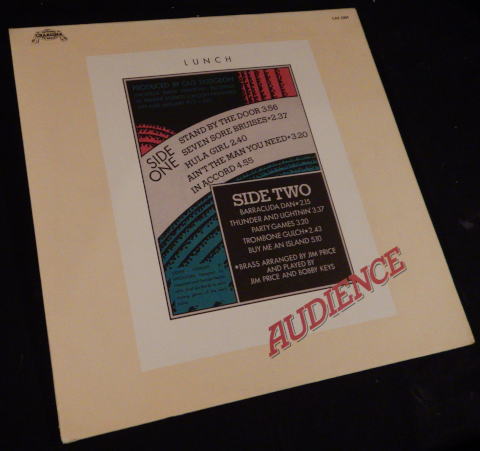 CHARISMA
CAS 1054
LUNCH
PRODUCED BY GUS DUDGEON
SIDE
ONE
STAND BY THE DOOR 3.56
SEVEN SORE BRUISES•2.37
HULA GIRL 2.40
AIN'T THE MAN YOU NEED•3.20
IN ACCORD 4.55
SIDE TWO
BARRACUDA DAN•2.15
THUNDER AND LIGHTNIN' 3.37
PARTY GAMES 3.20
TROMBONE GULCH•2.43
BUY ME AN ISLAND 5.10
•BRASS ARRANGED BY JIM PRICE
AND PLAYED BY
JIM PRICE AND BOBBY KEYS
AUDIENCE